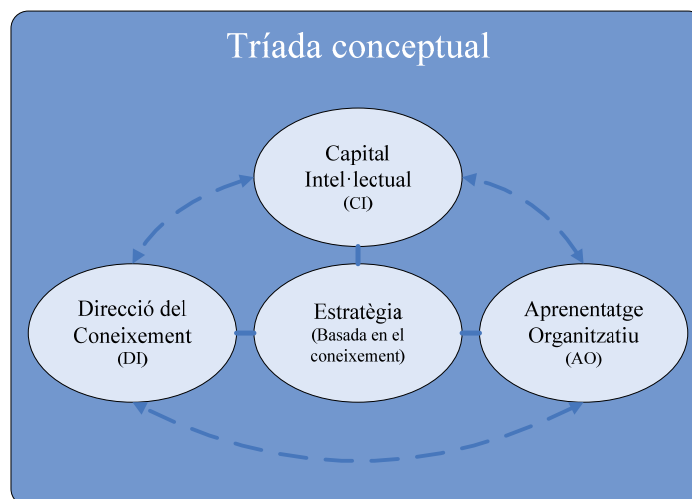 Tríada conceptual
Capital
Intel·lectual
(CI)
Direcció del
Coneixement
(DI)
Estratègia
(Basada en el
coneixement)
Aprenentatge
Organitzatiu
(AO)